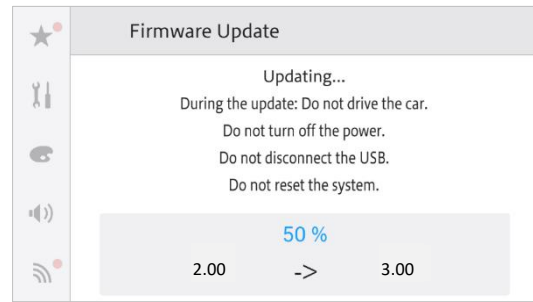 Firmware Update
Updating...
During the update: Do not drive the car.
Do not turn off the power.
Do not disconnect the USB.
Do not reset the system.
50 %
2.00 -> 3.00